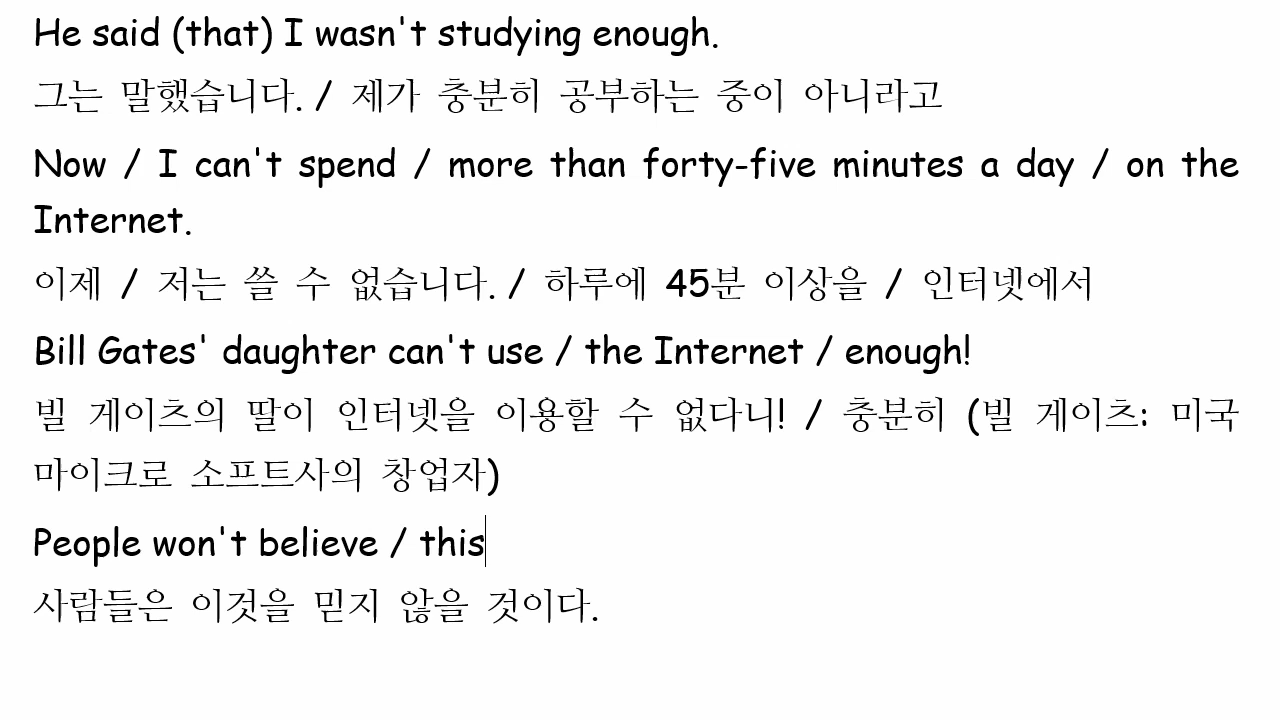 He said (that) I wasn't studying enough.
그는 말했습니다. / 제가 충분히 공부하는 중이 아니라고
Now / I can't spend / more than forty-five minutes a day / on the
Internet.
이제 / 저는 쓸 수 없습니다. / 하루에 45분 이상을 / 인터넷에서
Bill Gates' daughter can't use / the Internet / enough!
빌 게이츠의 딸이 인터넷을 이용할 수 없다니! / 충분히 (빌 게이츠: 미국
마이크로 소프트사의 창업자)
People won't believe / this
사람들은 이것을 믿지 않을 것이다.